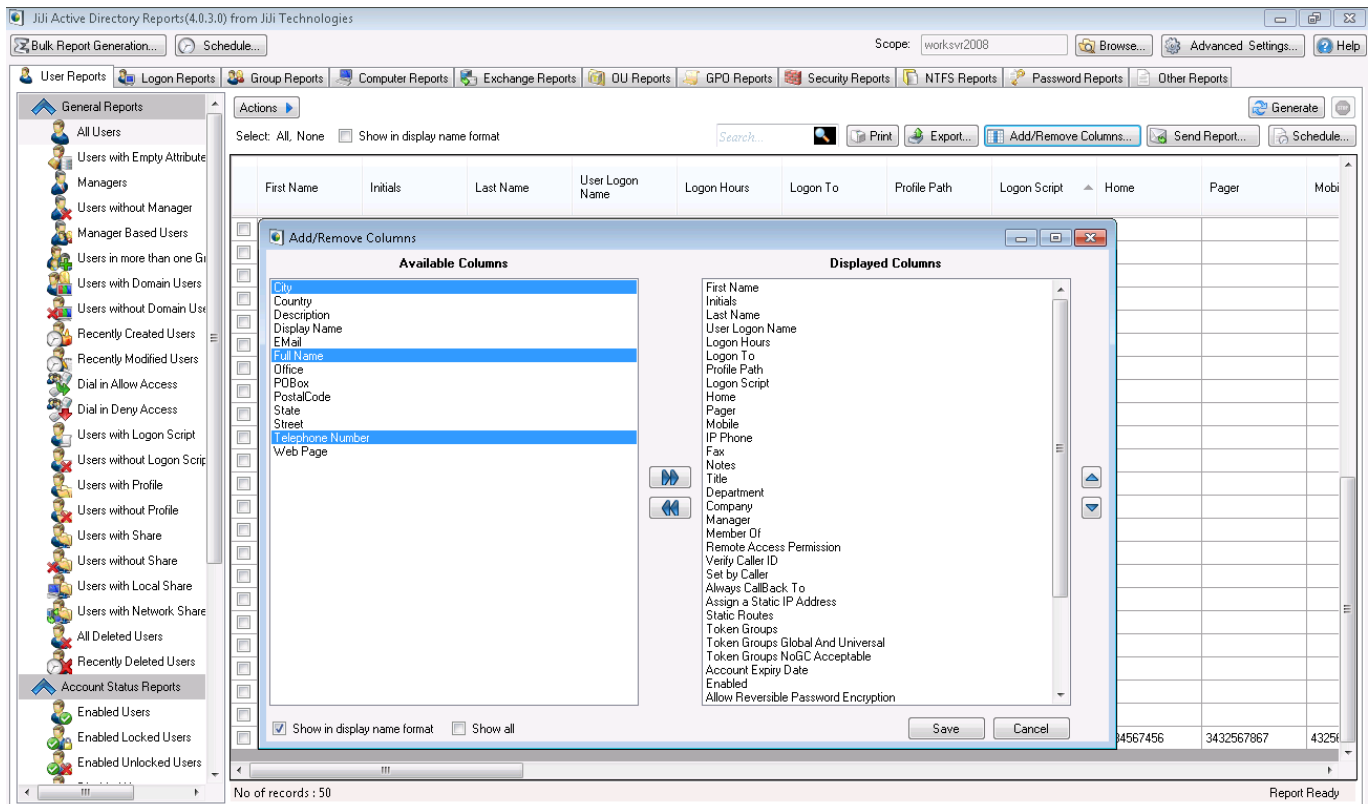 JiJi Active Directory Reports(4.0.3.0) from JiJi Technologies
Bulk Report Generation... Schedule... Scope: worksvr2008 Browse... Advanced Settings... Help
User Reports Logon Reports Group Reports Computer Reports Exchange Reports OU Reports GPO Reports Security Reports NTFS Reports Password Reports Other Reports
General Reports
All Users
Users with Empty Attribute
Managers
Users without Manager
Manager Based Users
Users in more than one Gr
Users with Domain Users
Users without Domain Use
Recently Created Users
Recently Modified Users
Dial in Allow Access
Dial in Deny Access
Users with Logon Script
Users without Logon Scrip
Users with Profile
Users without Profile
Users with Share
Users without Share
Users with Local Share
Users with Network Share
All Deleted Users
Recently Deleted Users
Account Status Reports
Enabled Users
Enabled Locked Users
Enabled Unlocked Users
Actions Generate
Select: All, None Show in display name format Search... Print Export... Add/Remove Columns... Send Report... Schedule...
First Name Initials Last Name User Logon Name Logon Hours Logon To Profile Path Logon Script Home Pager Mobi
Add/Remove Columns
Available Columns
City
Country
Description
Display Name
EMail
Full Name
Office
POBox
PostalCode
State
Street
Telephone Number
Web Page
Displayed Columns
First Name
Initials
Last Name
User Logon Name
Logon Hours
Logon To
Profile Path
Logon Script
Home
Pager
Mobile
IP Phone
Fax
Notes
Title
Department
Company
Manager
Member Of
Remote Access Permission
Verify Caller ID
Set by Caller
Always CallBack To
Assign a Static IP Address
Static Routes
Token Groups
Token Groups Global And Universal
Token Groups NoGC Acceptable
Account Expiry Date
Enabled
Allow Reversible Password Encryption
Show in display name format Show all Save Cancel
34567456 3432567867 43256
No of records : 50 Report Ready